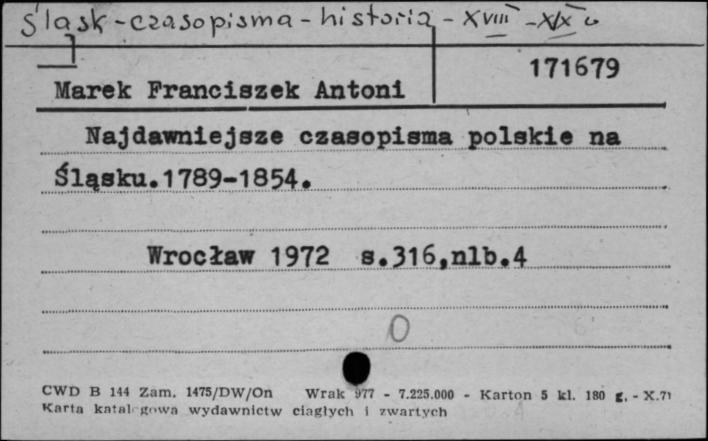 Śląsk-czasopisma-historia - XVIII - XIX w
171679
Marek Franciszek Antoni
Najdawniejsze czasopisma polskie na
Śląsku.1789-1854.
Wrocław 1972 s.316,nlb.4
0
CWD B 144 Zam. 1475/DW/On Wrak 977 - 7.225.000 - Karton 5 kl. 180 g. - X.71
Karta katalogowa wydawnictw ciągłych i zwartych